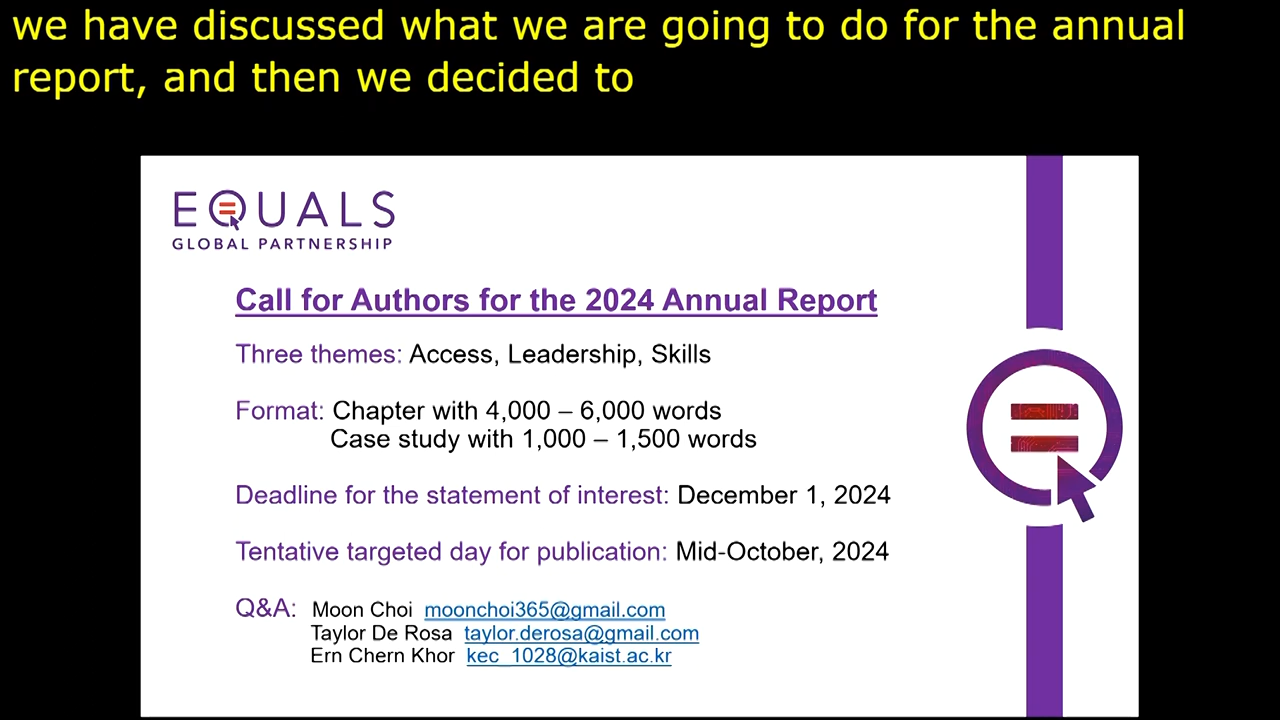 we have discussed what we are going to do for the annual
report, and then we decided to
EQUALS
GLOBAL PARTNERSHIP
Call for Authors for the 2024 Annual Report
Three themes: Access, Leadership, Skills
Format: Chapter with 4,000 – 6,000 words
Case study with 1,000 – 1,500 words
Deadline for the statement of interest: December 1, 2024
Tentative targeted day for publication: Mid-October, 2024
Q&A: Moon Choi moonchoi365@gmail.com
Taylor De Rosa taylor.derosa@gmail.com
Ern Chern Khor kec_1028@kaist.ac.kr